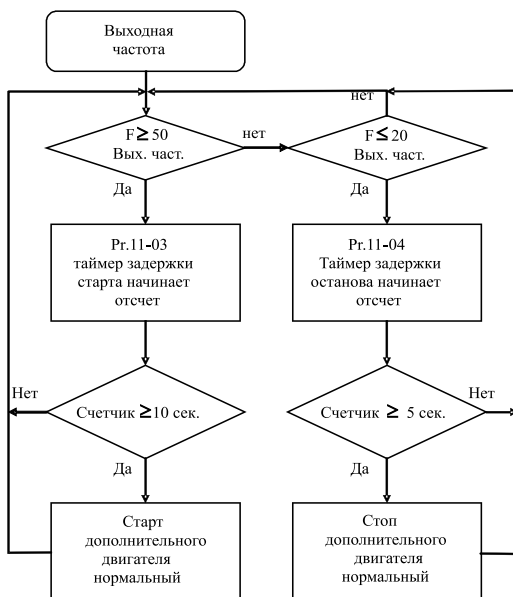 Выходная
частота
F ≥ 50
Вых. част.
нет
нет
F ≤ 20
Вых. част.
Да
Да
Pr.11-03
таймер задержки
старта начинает
отсчет
Pr.11-04
Таймер задержки
останова начинает
отсчет
Нет
Счетчик ≥10 сек.
Счетчик ≥ 5 сек.
Нет
Да
Да
Старт
дополнительного
двигателя
нормальный
Стоп
дополнительного
двигателя
нормальный